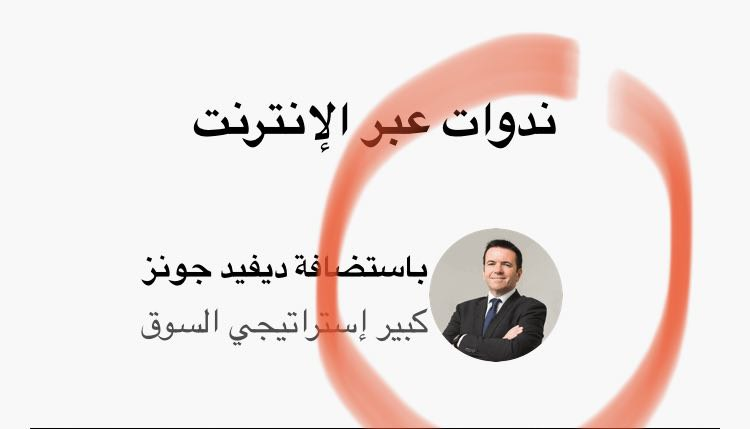 ندوات عبر الإنترنت
باستضافة ديفيد جونز
كبير إستراتيجي السوق